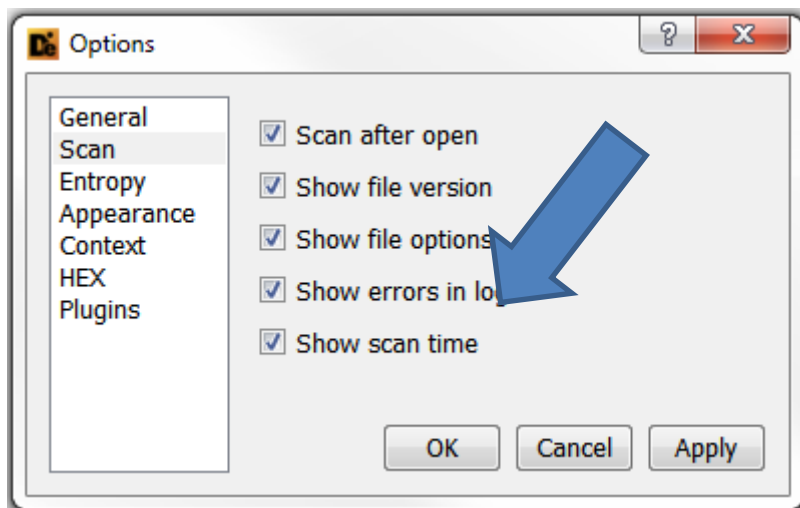 Options
General
Scan
Entropy
Appearance
Context
HEX
Plugins
Scan after open
Show file version
Show file options
Show errors in log
Show scan time
OK
Cancel
Apply